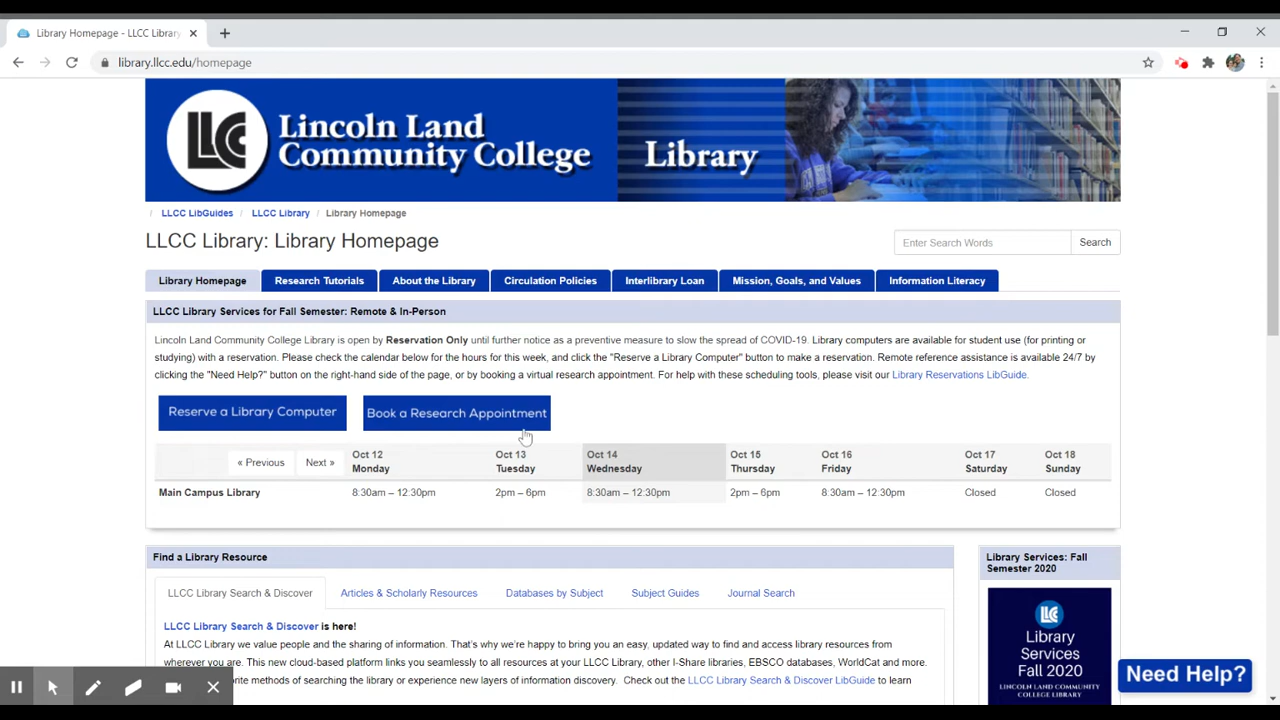 Library Homepage - LLCC Library
library.llcc.edu/homepage
LLCC
Lincoln Land
Community College
Library
/ LLCC LibGuides / LLCC Library / Library Homepage
LLCC Library: Library Homepage
Enter Search Words
Search
Library Homepage
Research Tutorials
About the Library
Circulation Policies
Interlibrary Loan
Mission, Goals, and Values
Information Literacy
LLCC Library Services for Fall Semester: Remote & In-Person
Lincoln Land Community College Library is open by Reservation Only until further notice as a preventive measure to slow the spread of COVID-19. Library computers are available for student use (for printing or
studying) with a reservation. Please check the calendar below for the hours for this week, and click the "Reserve a Library Computer" button to make a reservation. Remote reference assistance is available 24/7 by
clicking the "Need Help?" button on the right-hand side of the page, or by booking a virtual research appointment. For help with these scheduling tools, please visit our Library Reservations LibGuide.
Reserve a Library Computer
Book a Research Appointment
« Previous
Next »
Oct 12 Oct 13 Oct 14 Oct 15 Oct 16 Oct 17 Oct 18
Monday Tuesday Wednesday Thursday Friday Saturday Sunday
Main Campus Library 8:30am – 12:30pm 2pm – 6pm 8:30am – 12:30pm 2pm – 6pm 8:30am – 12:30pm Closed Closed
Find a Library Resource
LLCC Library Search & Discover
Articles & Scholarly Resources
Databases by Subject
Subject Guides
Journal Search
LLCC Library Search & Discover is here!
At LLCC Library we value people and the sharing of information. That's why we're happy to bring you an easy, updated way to find and access library resources from
wherever you are. This new cloud-based platform links you seamlessly to all resources at your LLCC Library, other I-Share libraries, EBSCO databases, WorldCat and more.
methods of searching the library or experience new layers of information discovery. Check out the LLCC Library Search & Discover LibGuide to learn
Library Services: Fall
Semester 2020
LLCC
Library
Services
Fall 2020
LINCOLN LAND COMMUNITY
COLLEGE LIBRARY
Need Help?